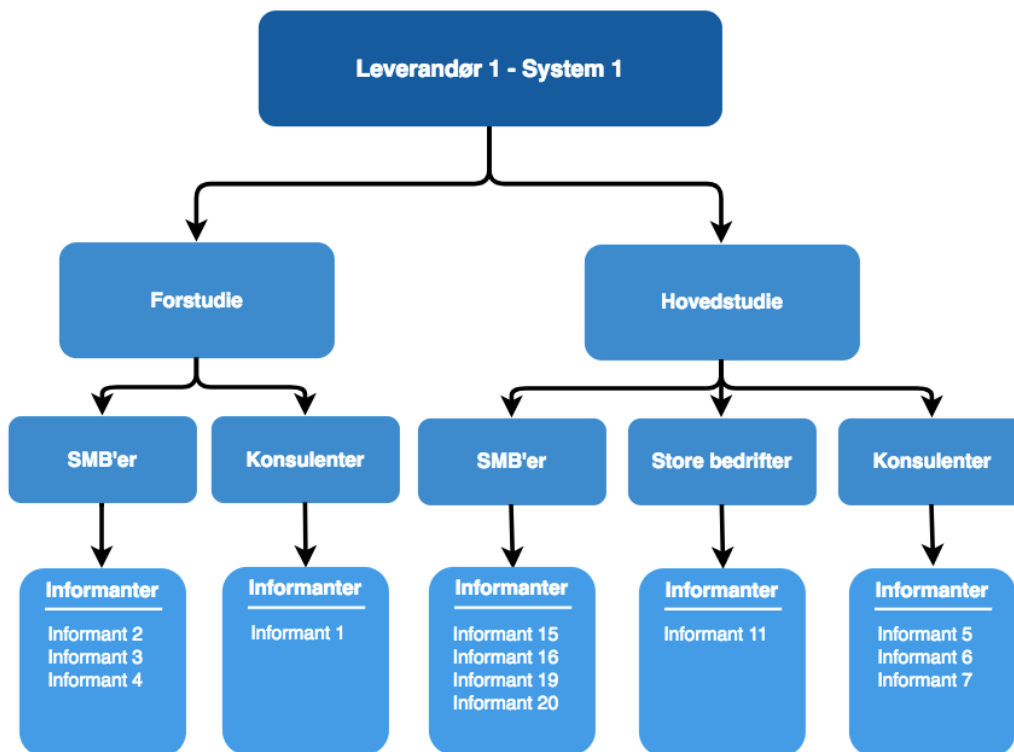 Leverandør 1 - System 1
Forstudie
Hovedstudie
SMB'er
Konsulenter
SMB'er
Store bedrifter
Konsulenter
Informanter
Informant 2
Informant 3
Informant 4
Informanter
Informant 1
Informanter
Informant 15
Informant 16
Informant 19
Informant 20
Informanter
Informant 11
Informanter
Informant 5
Informant 6
Informant 7